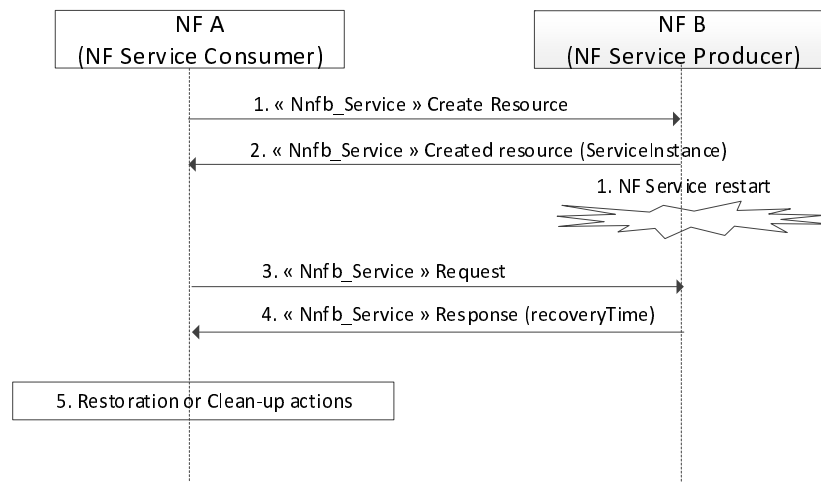 NF A
(NF Service Consumer)
NF B
(NF Service Producer)
1. « Nnfb_Service » Create Resource
2. « Nnfb_Service » Created resource (ServiceInstance)
1. NF Service restart
3. « Nnfb_Service » Request
4. « Nnfb_Service » Response (recoveryTime)
5. Restoration or Clean-up actions